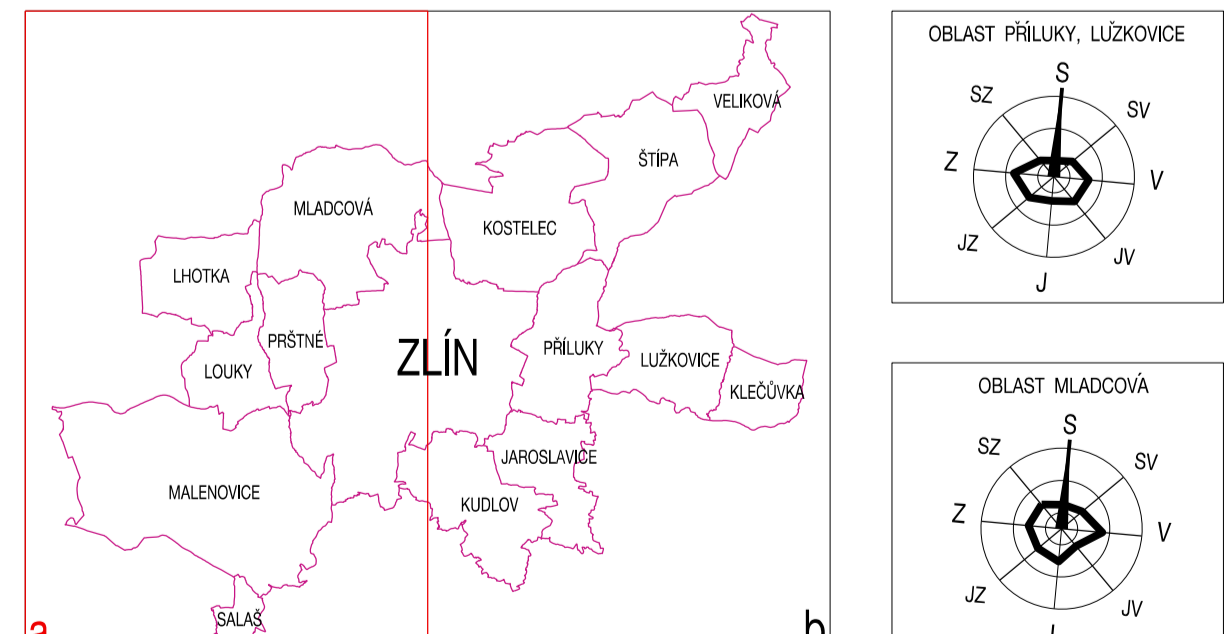 VELIKOVÁ
ŠTÍPA
MLADCOVÁ
KOSTELEC
LHOTKA
PRŠTNÉ
LOUKY
ZLÍN
PŘÍLUKY
LUŽKOVICE
KLEČŮVKA
JAROSLAVICE
MALENOVICE
KUDLOV
SALAŠ
a
b
OBLAST PŘÍLUKY, LUŽKOVICE
S
SZ
SV
Z
V
JZ
JV
J
OBLAST MLADCOVÁ
S
SZ
SV
Z
V
JZ
JV